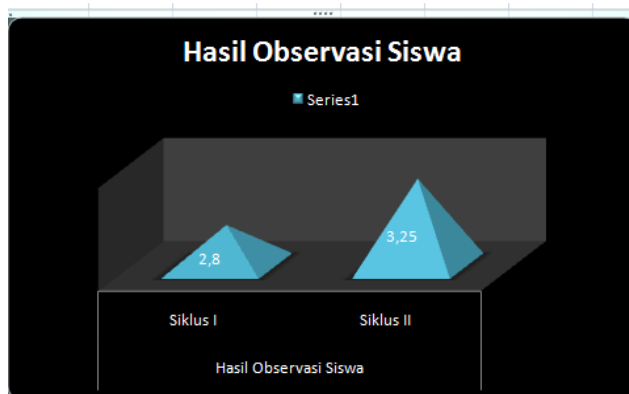 Hasil Observasi Siswa
Series1
2,8
3,25
Siklus I
Siklus II
Hasil Observasi Siswa